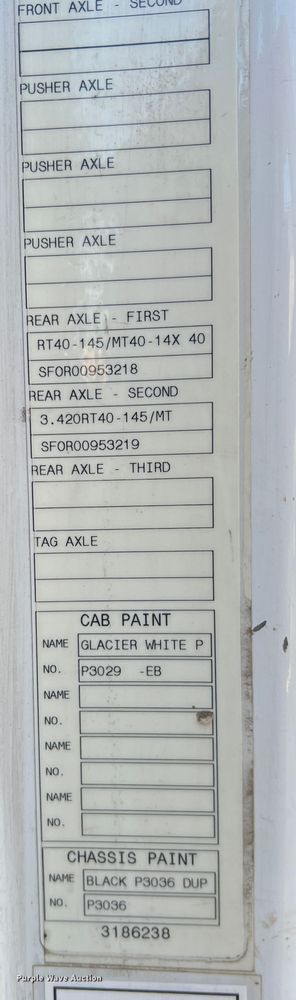 FRONT AXLE - SECOND
PUSHER AXLE
PUSHER AXLE
PUSHER AXLE
REAR AXLE - FIRST
RT40-145/MT40-14X 40
SFOR00953218
REAR AXLE - SECOND
3.420RT40-145/MT
SFOR00953219
REAR AXLE - THIRD
TAG AXLE
CAB PAINT
NAME GLACIER WHITE P
NO. P3029 -EB
NAME
NO.
NAME
NO.
NAME
NO.
CHASSIS PAINT
NAME BLACK P3036 DUP
NO. P3036
3186238
Purple Wave Auction